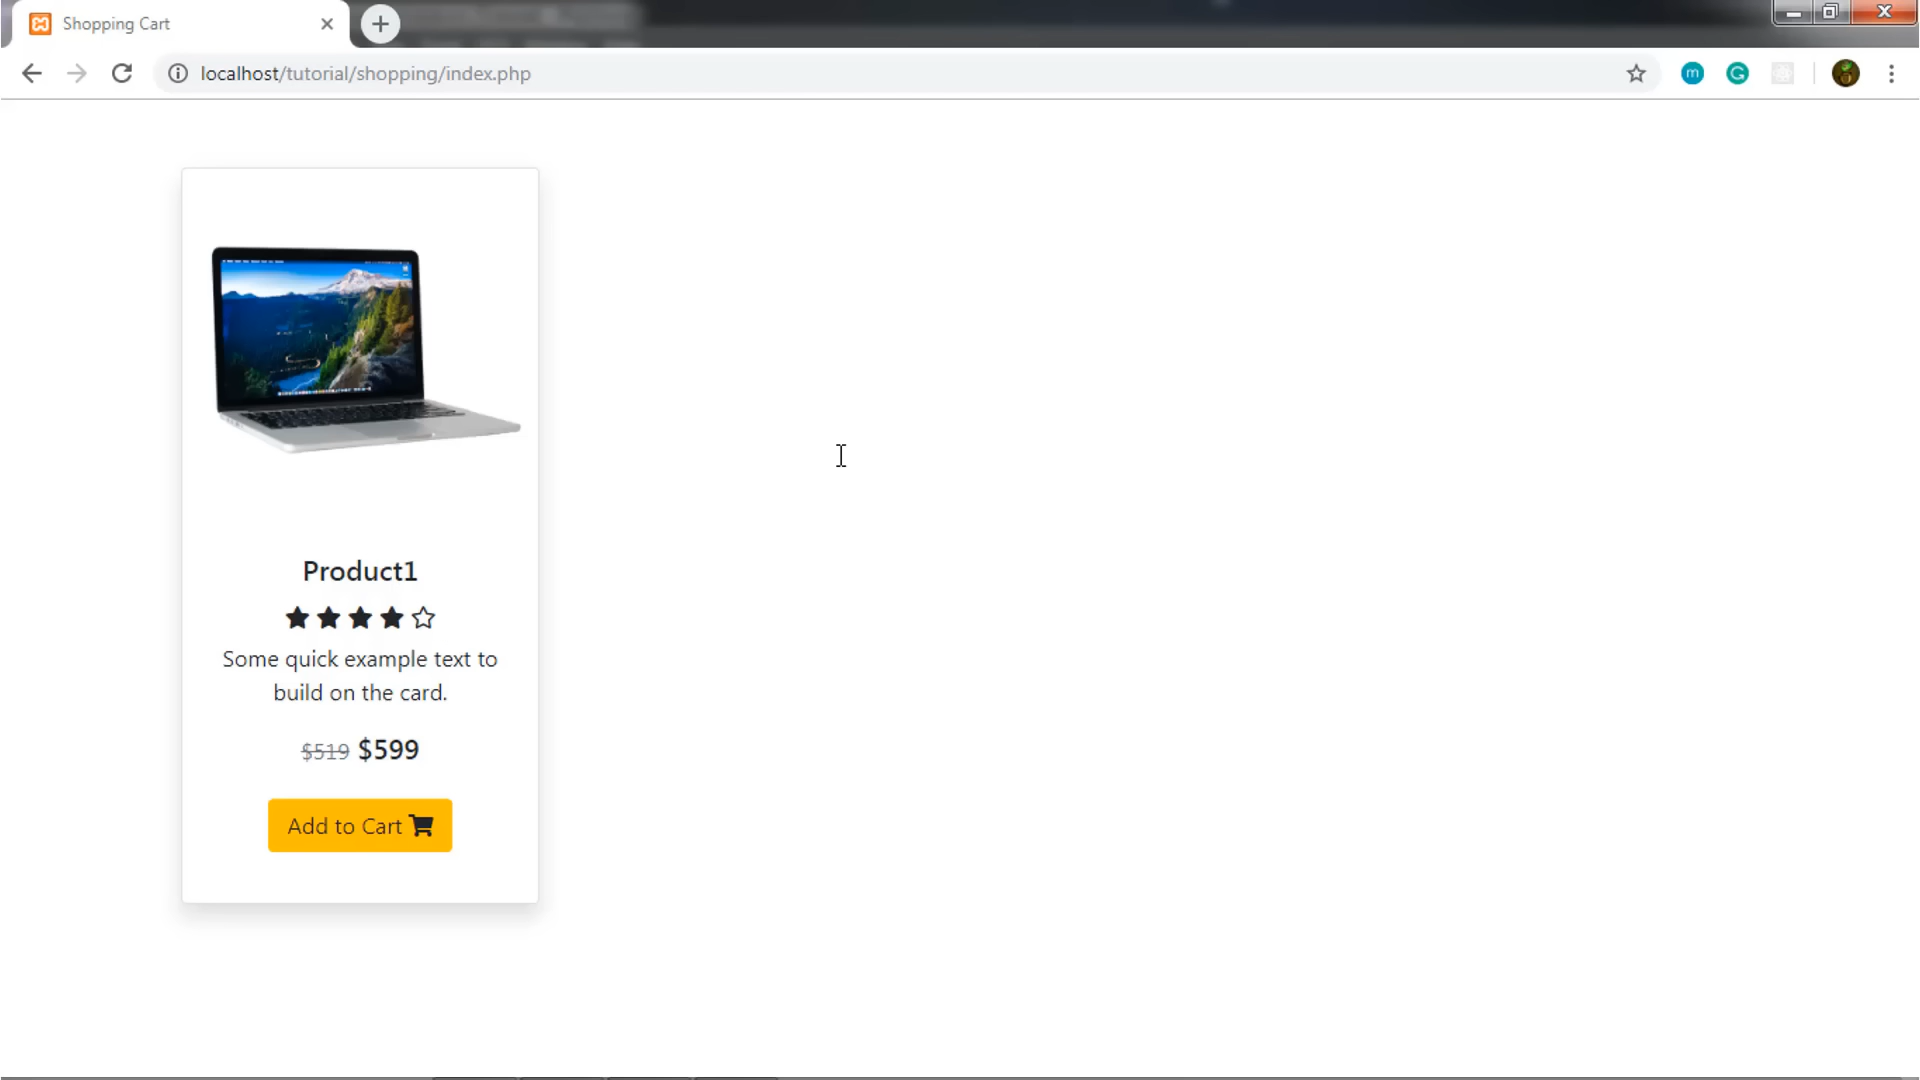 Shopping Cart
localhost/tutorial/shopping/index.php
Product1
Some quick example text to
build on the card.
$519 $599
Add to Cart